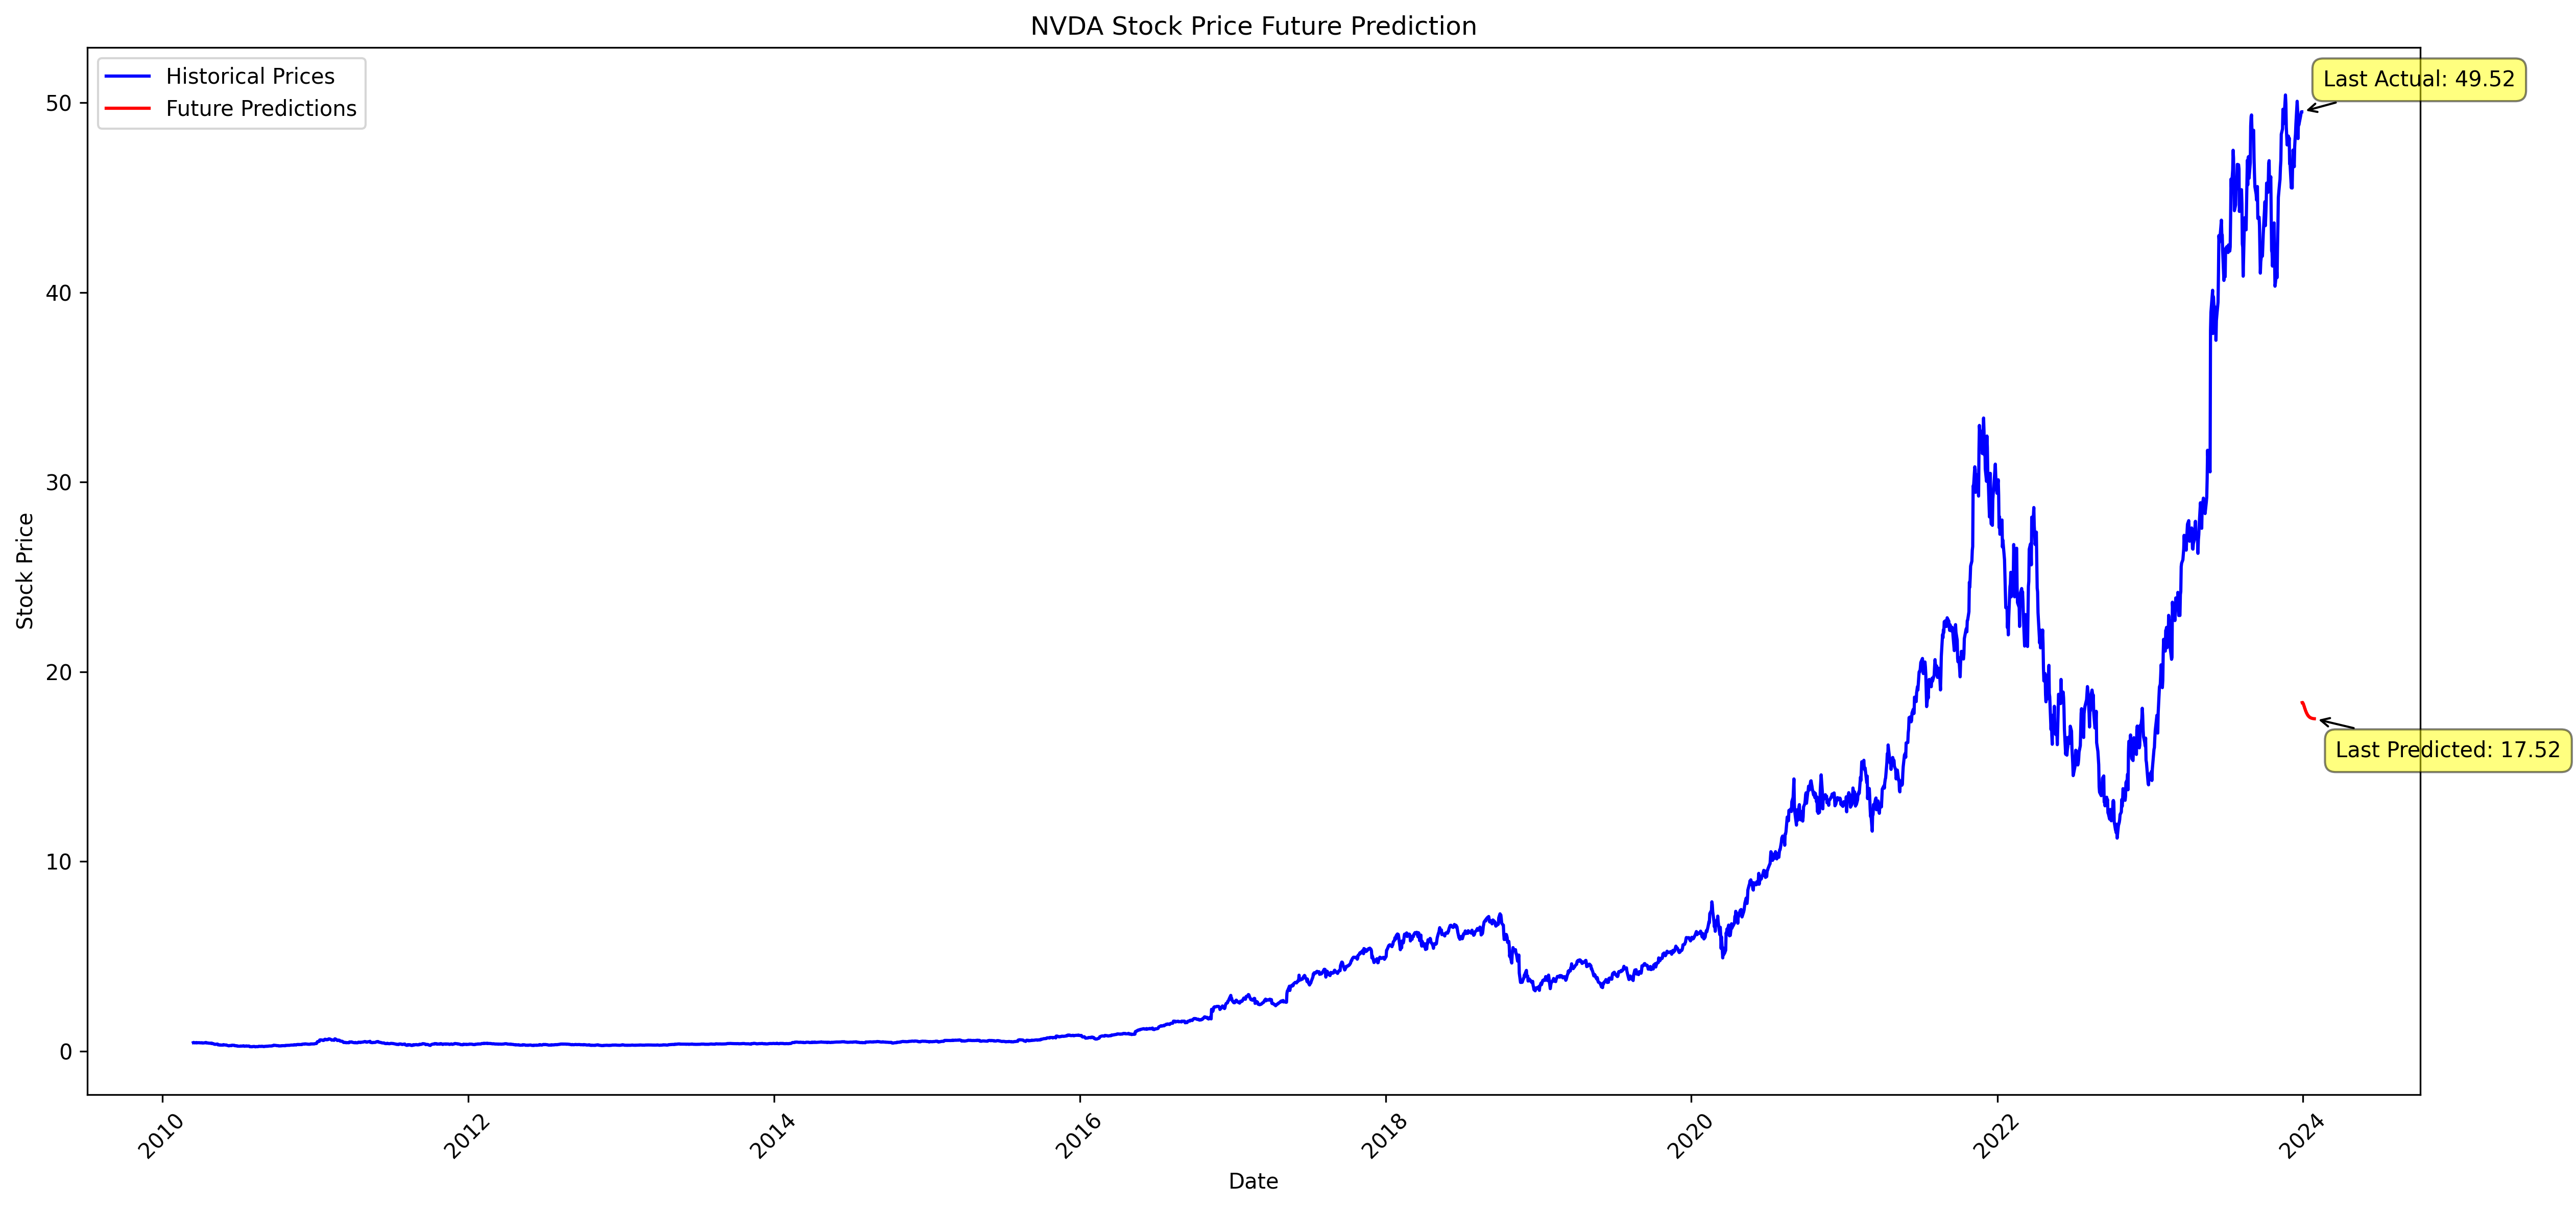 NVDA Stock Price Future Prediction
Historical Prices
Future Predictions
Last Actual: 49.52
50
40
30
20
10
0
Stock Price
Last Predicted: 17.52
2010
2012
2014
2016
2018
2020
2022
2024
Date